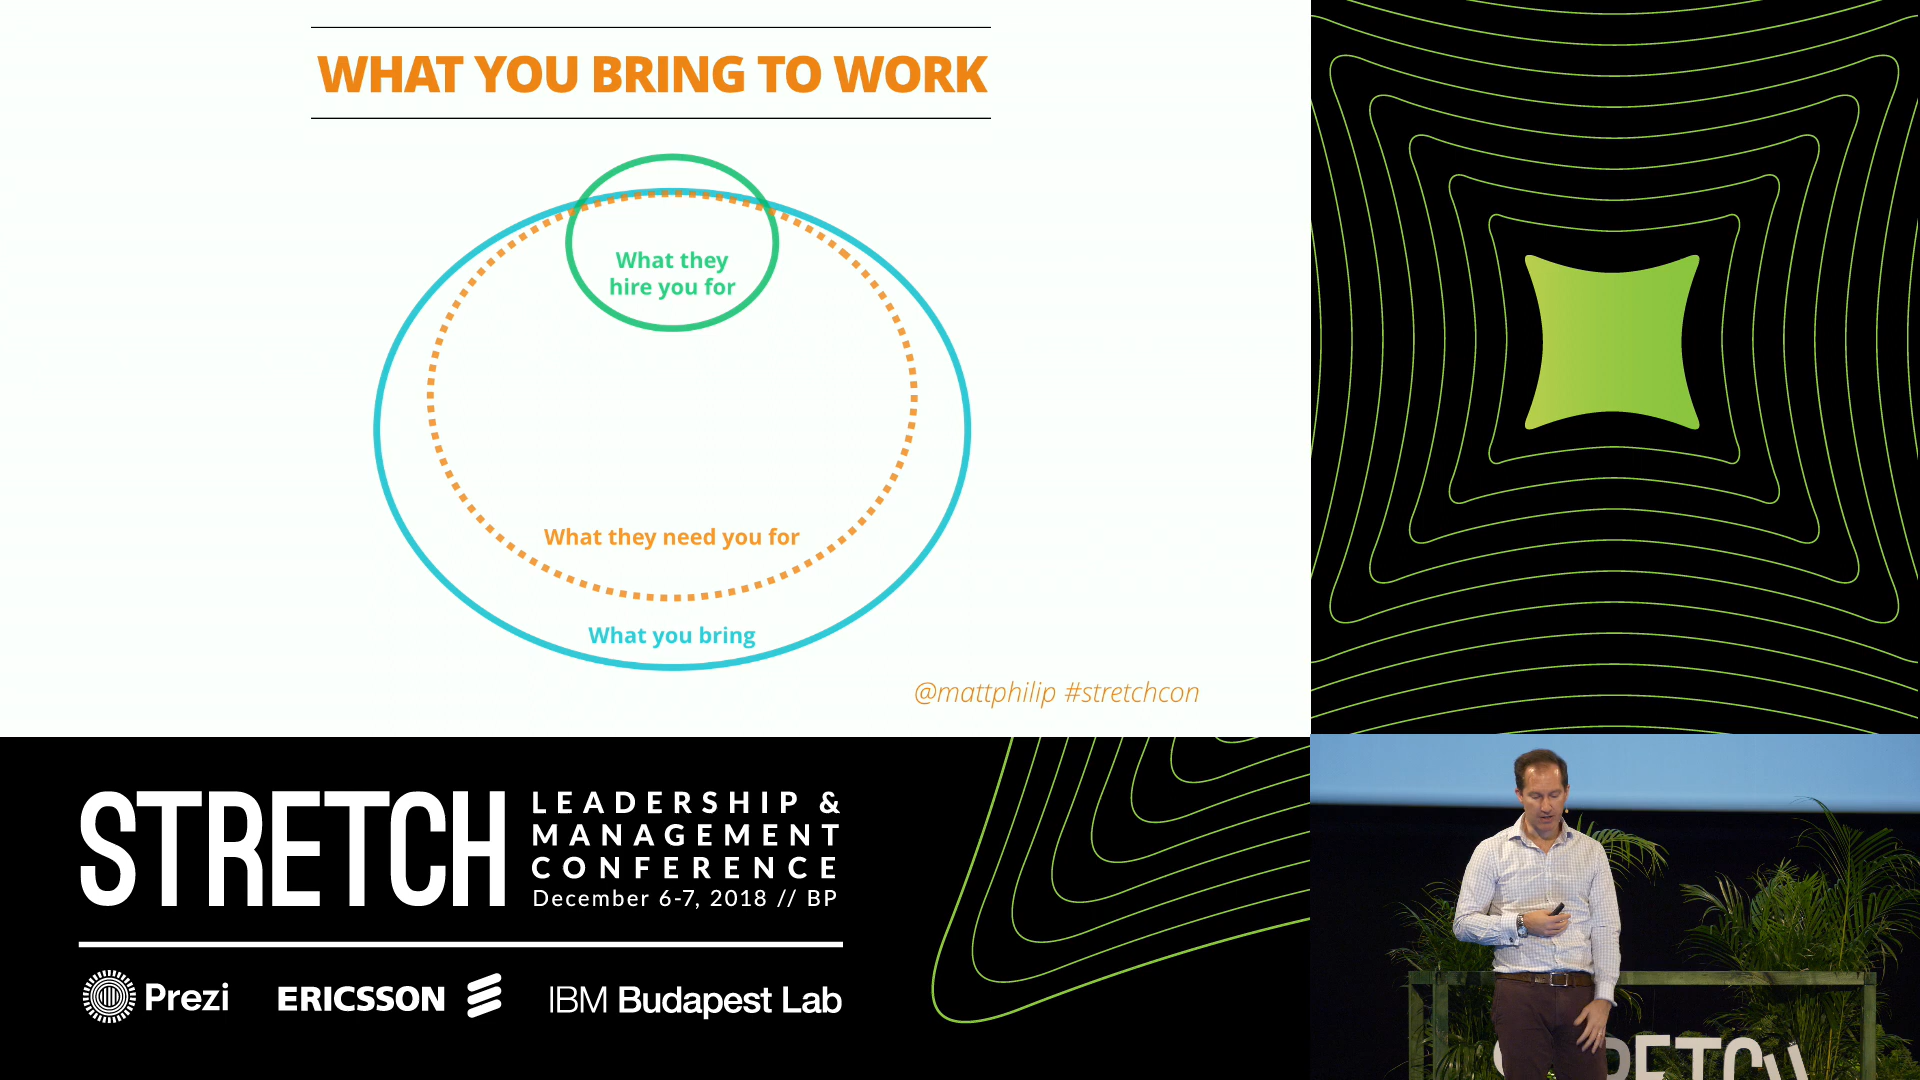 WHAT YOU BRING TO WORK
What they
hire you for
What they need you for
What you bring
@mattphilip #stretchcon
STRETCH
LEADERSHIP &
MANAGEMENT
CONFERENCE
December 6-7, 2018 // BP
Prezi
ERICSSON
IBM Budapest Lab
STRETCH